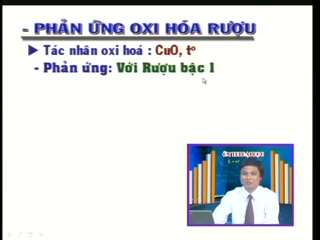 - PHẢN ỨNG OXI HÓA RƯỢU
Tác nhân oxi hoá : CuO, t°
- Phản ứng: Với Rượu bậc I